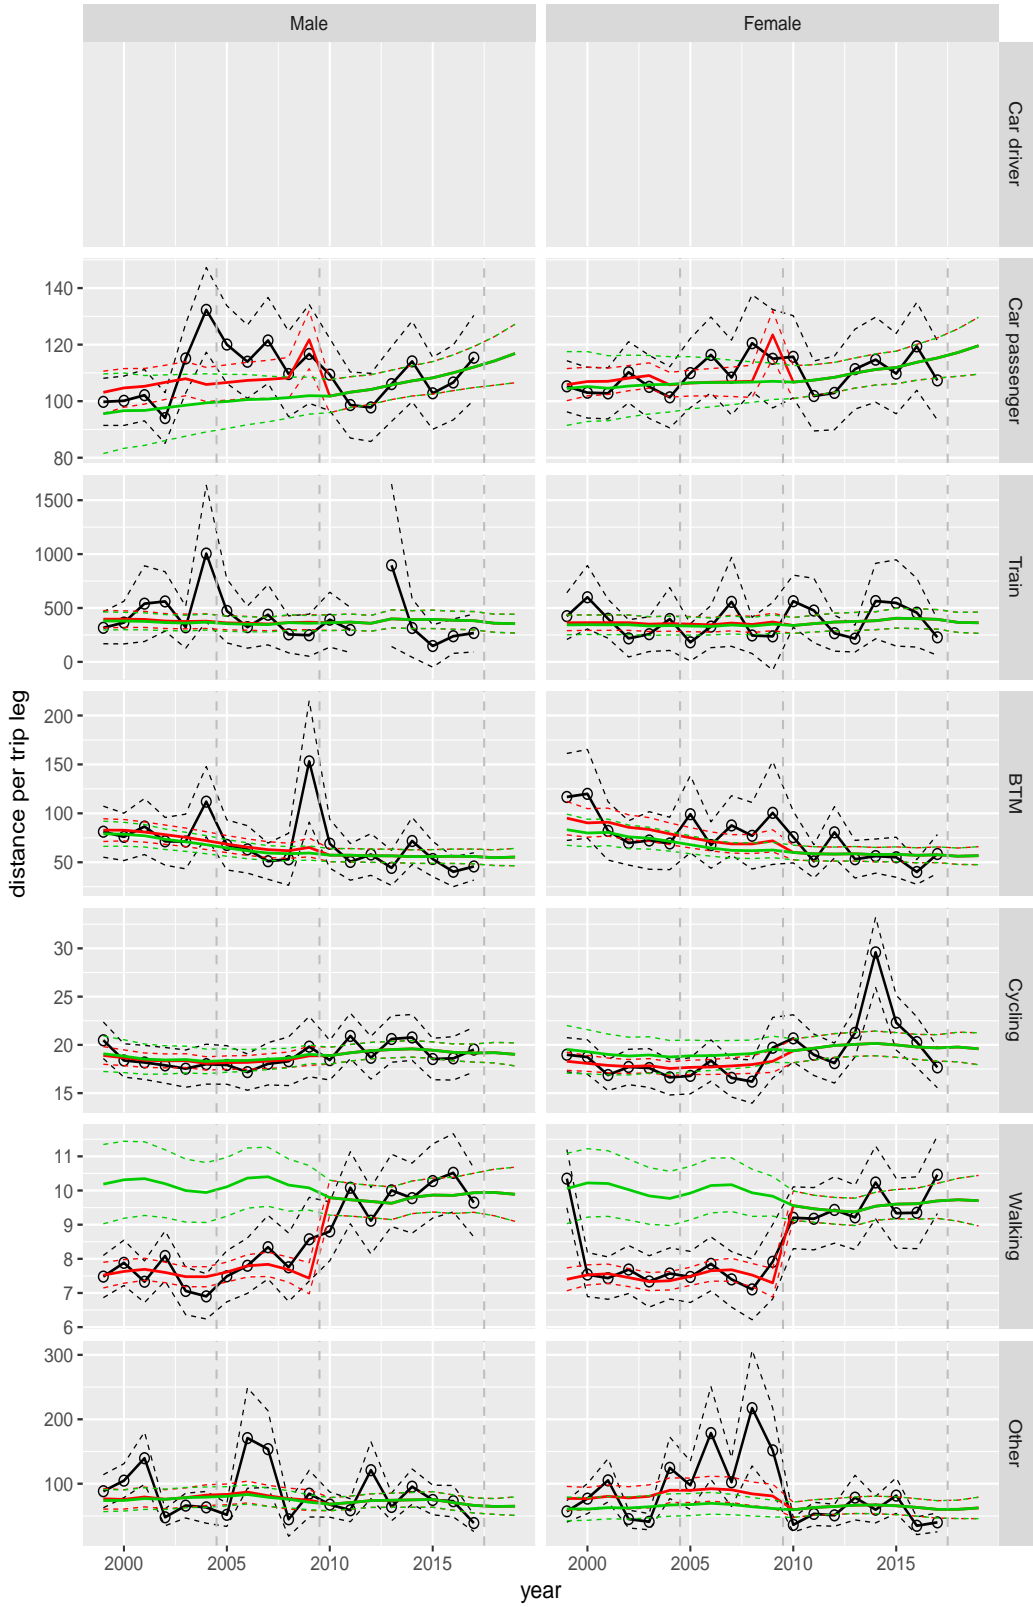 Male Female
Car driver
140
120
100
80
Car passenger
1500
1000
500
0
Train
200
150
100
50
BTM
30
25
20
15
Cycling
11
10
9
8
7
6
Walking
300
200
100
Other
distance per trip leg
2000 2005 2010 2015 2000 2005 2010 2015
year